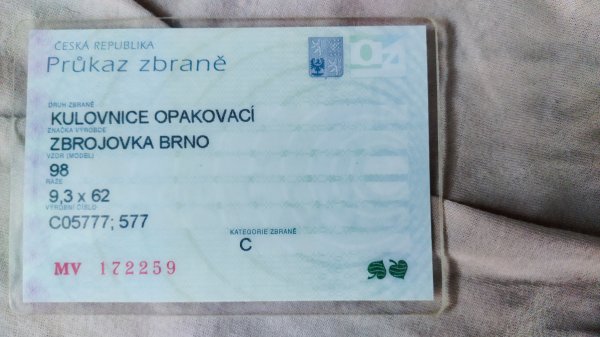 ČESKÁ REPUBLIKA
Průkaz zbraně
DRUH ZBRANĚ
KULOVNICE OPAKOVACÍ
ZNAČKA VÝROBCE
ZBROJOVKA BRNO
VZOR (MODEL)
98
RÁŽE
9,3 x 62
VÝROBNÍ ČÍSLO
C05777; 577
KATEGORIE ZBRANĚ
C
MV 172259